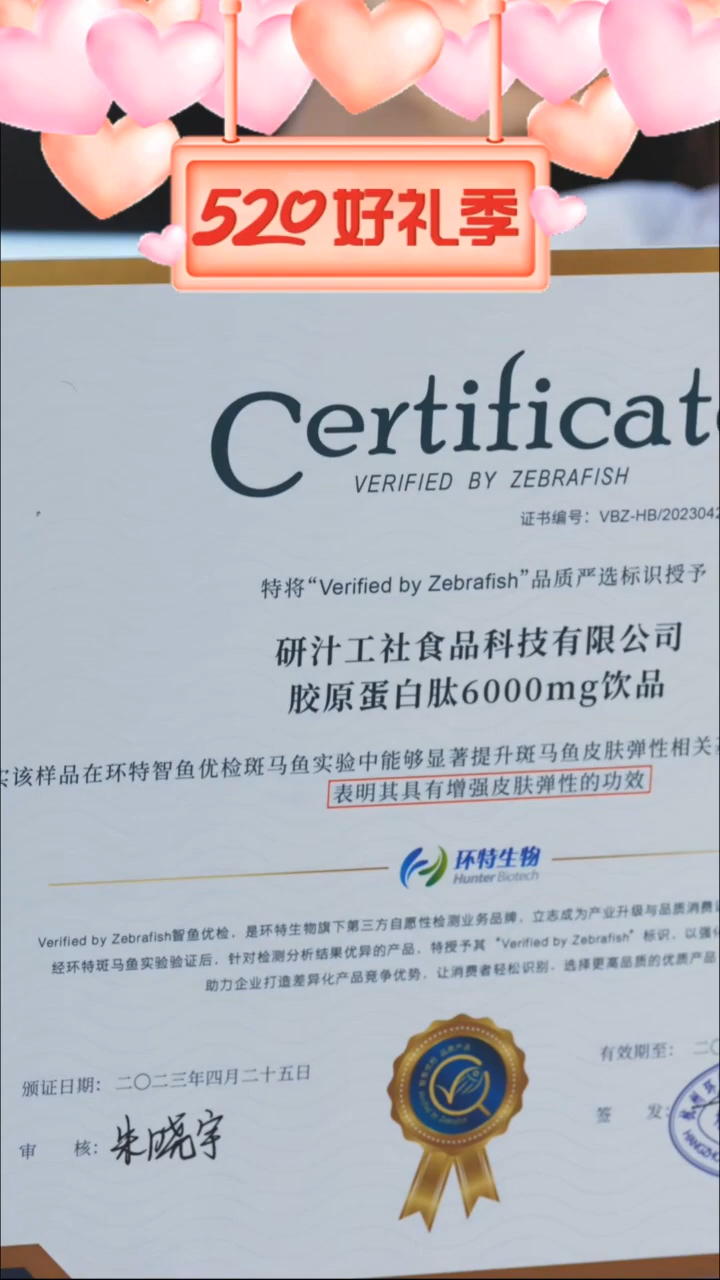 520好礼季
Certificate
VERIFIED BY ZEBRAFISH
证书编号：VBZ-HB/2023042
特将“Verified by Zebrafish”品质严选标识授予
研汁工社食品科技有限公司
胶原蛋白肽6000mg饮品
实该样品在环特智鱼优检斑马鱼实验中能够显著提升斑马鱼皮肤弹性相关
表明其具有增强皮肤弹性的功效
环特生物
Hunter Biotech
Verified by Zebrafish智鱼优检，是环特生物旗下第三方自愿性检测业务品牌，立志成为产业升级与品质消费
经环特斑马鱼实验验证后，针对检测分析结果优异的产品，特授予其“Verified by Zebrafish”标识，以强
助力企业打造差异化产品竞争优势，让消费者轻松识别，选择更高品质的优质产品
颁证日期：二〇二三年四月二十五日
有效期至：二〇
审 核：朱晓宇
签 发：